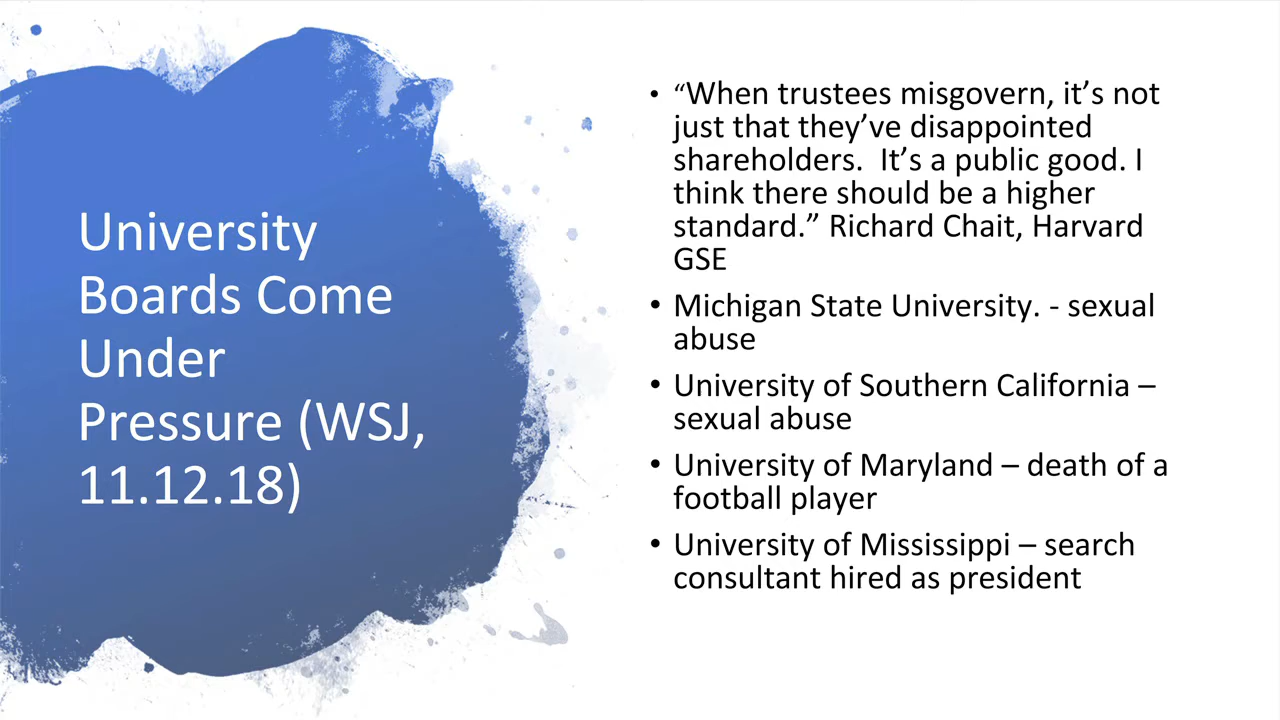 University
Boards Come
Under
Pressure (WSJ,
11.12.18)
• “When trustees misgovern, it’s not
just that they’ve disappointed
shareholders.  It’s a public good. I
think there should be a higher
standard.” Richard Chait, Harvard
GSE
• Michigan State University. - sexual
abuse
• University of Southern California –
sexual abuse
• University of Maryland – death of a
football player
• University of Mississippi – search
consultant hired as president